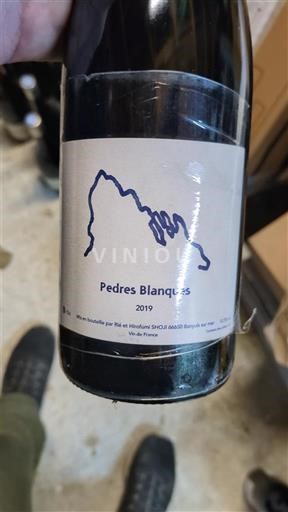 VINIOU
Pedres Blanques
2019
Mis en bouteille par Rié et Hirofumi SHOJI 66650 Banyuls sur mer
Vin de France